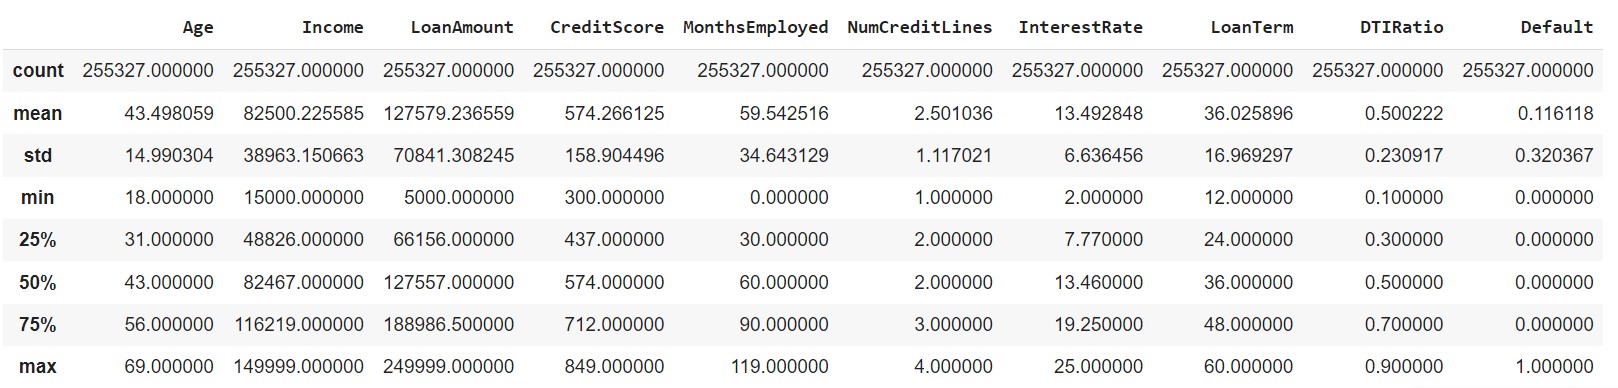 Age Income LoanAmount CreditScore MonthsEmployed NumCreditLines InterestRate LoanTerm DTIRatio Default
count 255327.000000 255327.000000 255327.000000 255327.000000 255327.000000 255327.000000 255327.000000 255327.000000 255327.000000 255327.000000
mean 43.498059 82500.225585 127579.236559 574.266125 59.542516 2.501036 13.492848 36.025896 0.500222 0.116118
std 14.990304 38963.150663 70841.308245 158.904496 34.643129 1.117021 6.636456 16.969297 0.230917 0.320367
min 18.000000 15000.000000 5000.000000 300.000000 0.000000 1.000000 2.000000 12.000000 0.100000 0.000000
25% 31.000000 48826.000000 66156.000000 437.000000 30.000000 2.000000 7.770000 24.000000 0.300000 0.000000
50% 43.000000 82467.000000 127557.000000 574.000000 60.000000 2.000000 13.460000 36.000000 0.500000 0.000000
75% 56.000000 116219.000000 188986.500000 712.000000 90.000000 3.000000 19.250000 48.000000 0.700000 0.000000
max 69.000000 149999.000000 249999.000000 849.000000 119.000000 4.000000 25.000000 60.000000 0.900000 1.000000